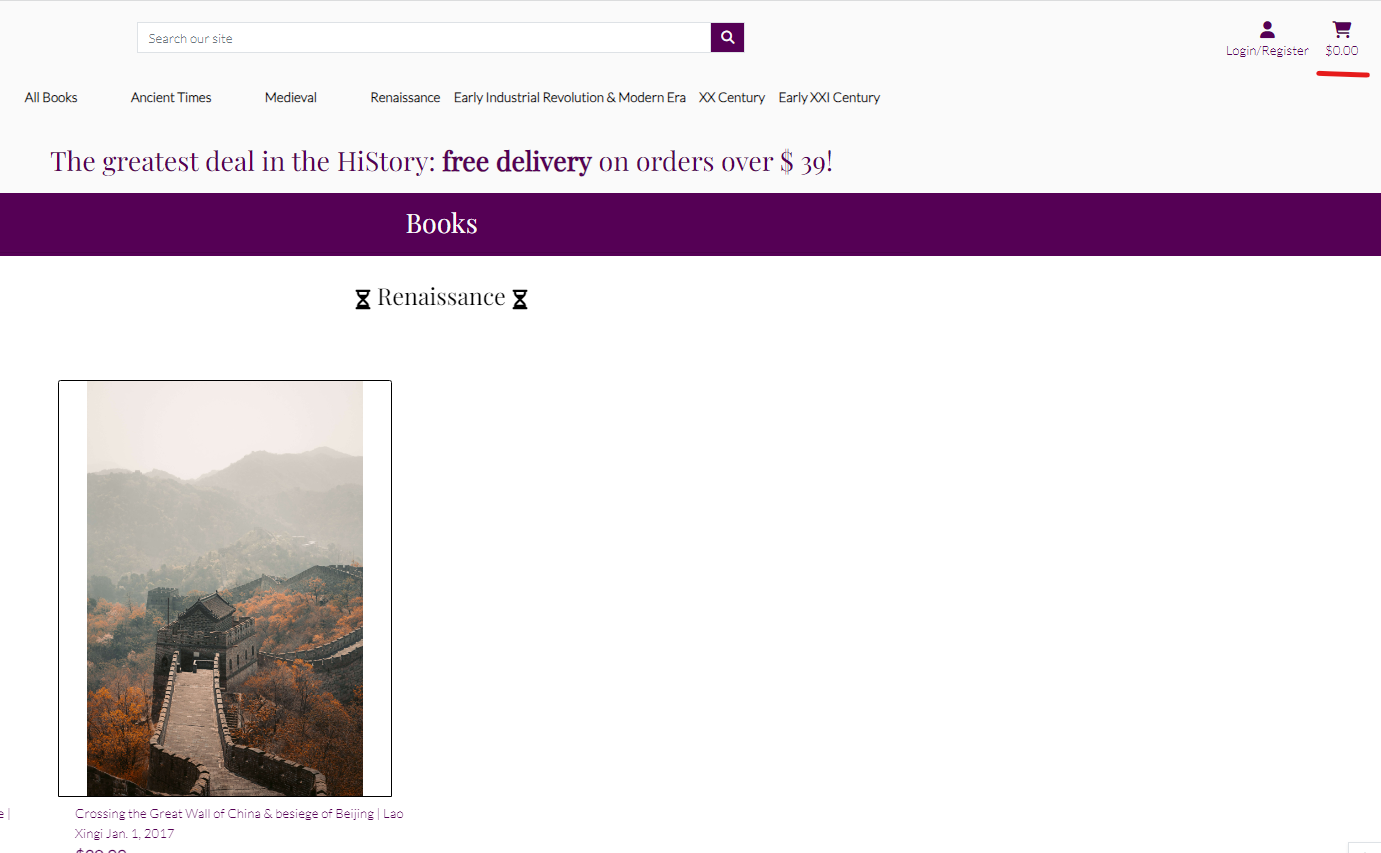 Search our site
Login/Register
$0.00
All Books Ancient Times Medieval Renaissance Early Industrial Revolution & Modern Era XX Century Early XXI Century
The greatest deal in the HiStory: free delivery on orders over $ 39!
Books
Renaissance
e |
Crossing the Great Wall of China & besiege of Beijing | Lao
Xingi Jan. 1, 2017